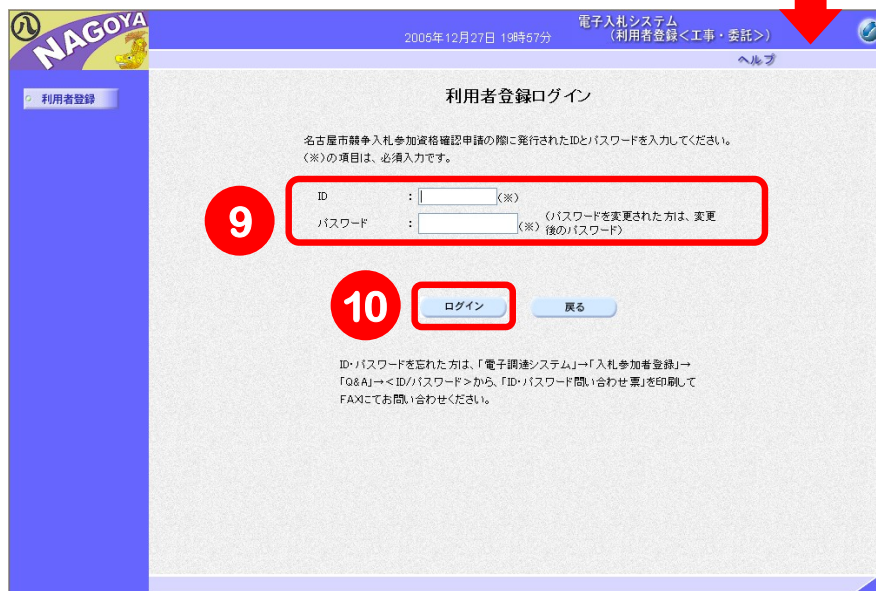 八
NAGOYA
2005年12月27日 19時57分
電子入札システム
(利用者登録<工事・委託>)
ヘルプ
利用者登録
利用者登録ログイン
名古屋市競争入札参加資格確認申請の際に発行されたIDとパスワードを入力してください。
(※)の項目は、必須入力です。
9
ID : (※)
パスワード : (※) (パスワードを変更された方は、変更
後のパスワード)
10
ログイン 戻る
ID・パスワードを忘れた方は、「電子調達システム」→「入札参加者登録」→
「Q&A」→<ID/パスワード>から、「ID・パスワード問い合わせ票」を印刷して
FAXにてお問い合わせください。